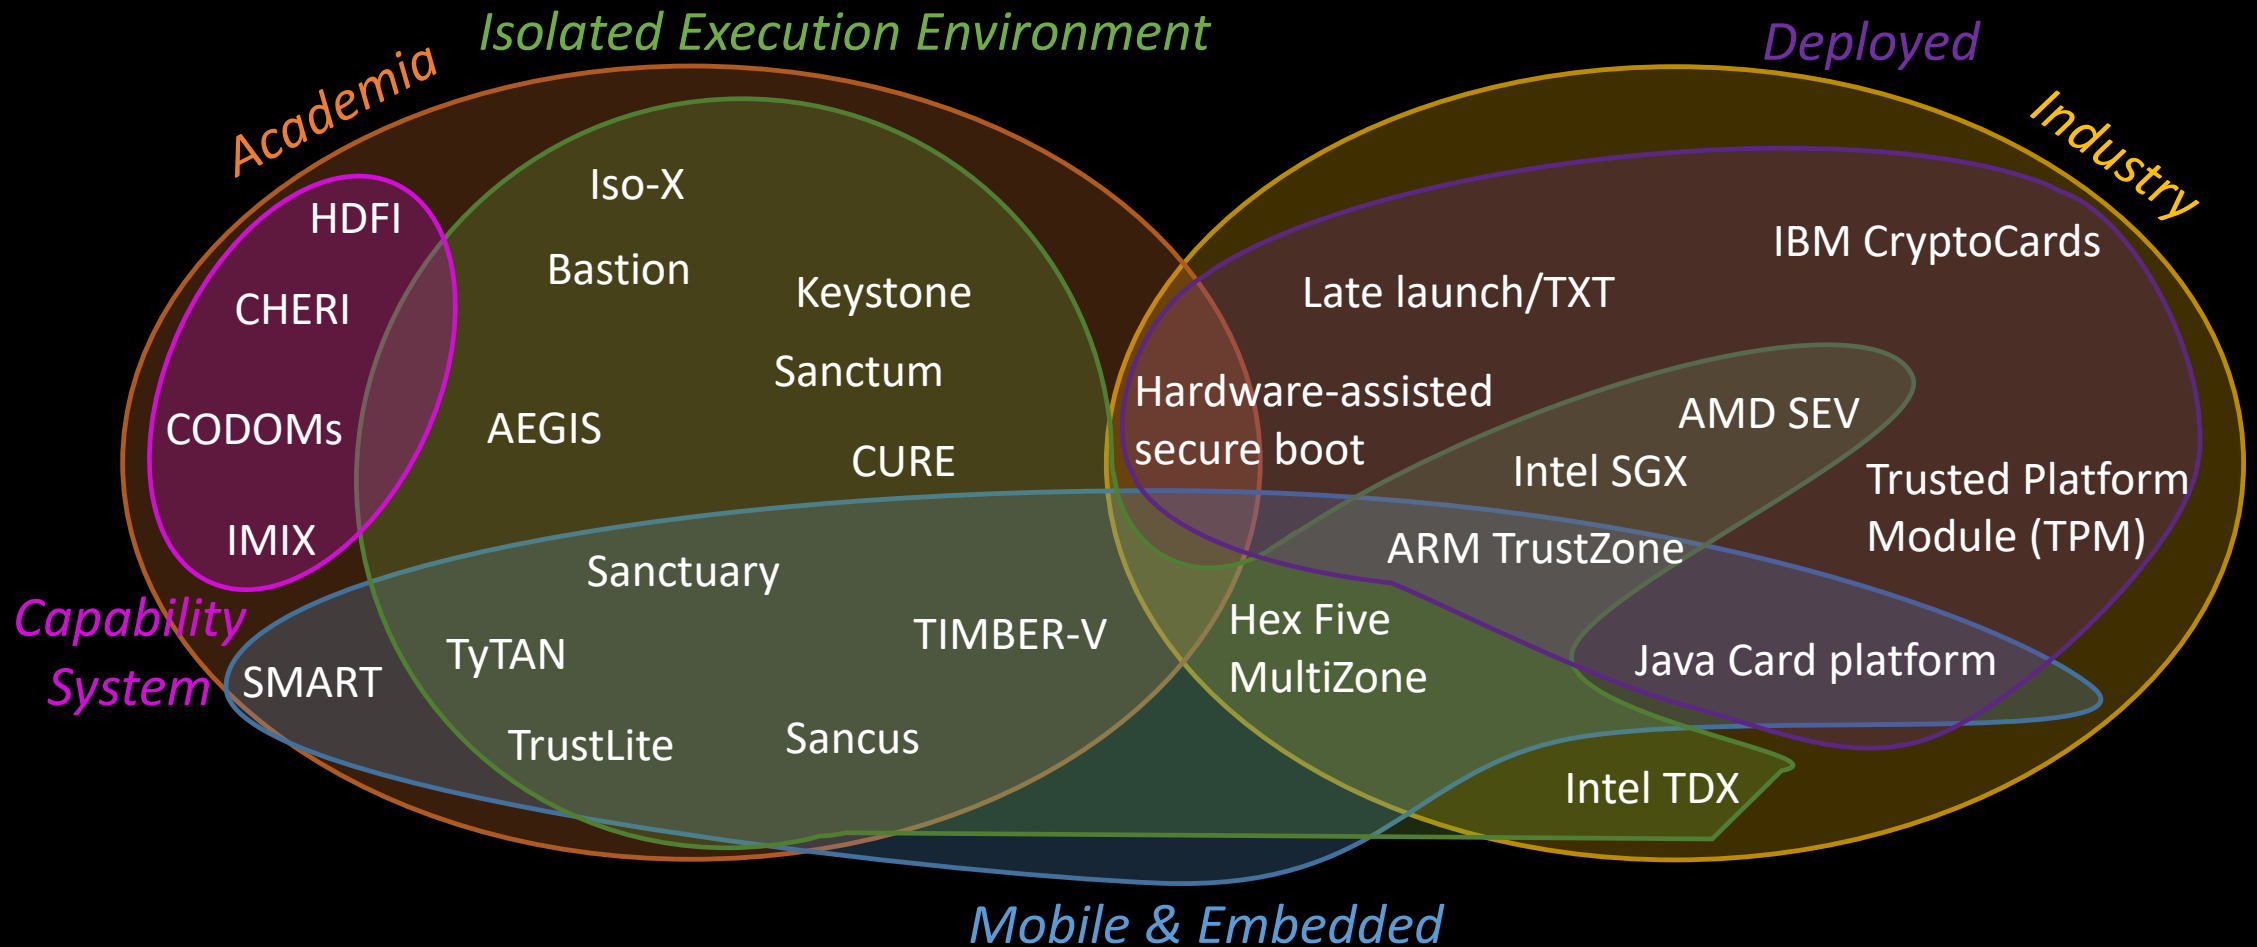 Isolated Execution Environment
Deployed
Academia
Industry
Iso-X
HDFI
IBM CryptoCards
Bastion
Keystone
Late launch/TXT
CHERI
Sanctum
Hardware-assisted
secure boot
AMD SEV
CODOMs
AEGIS
CURE
Intel SGX
Trusted Platform
Module (TPM)
IMIX
ARM TrustZone
Sanctuary
Capability
System
TIMBER-V
Hex Five
MultiZone
TyTAN
Java Card platform
SMART
TrustLite
Sancus
Intel TDX
Mobile & Embedded